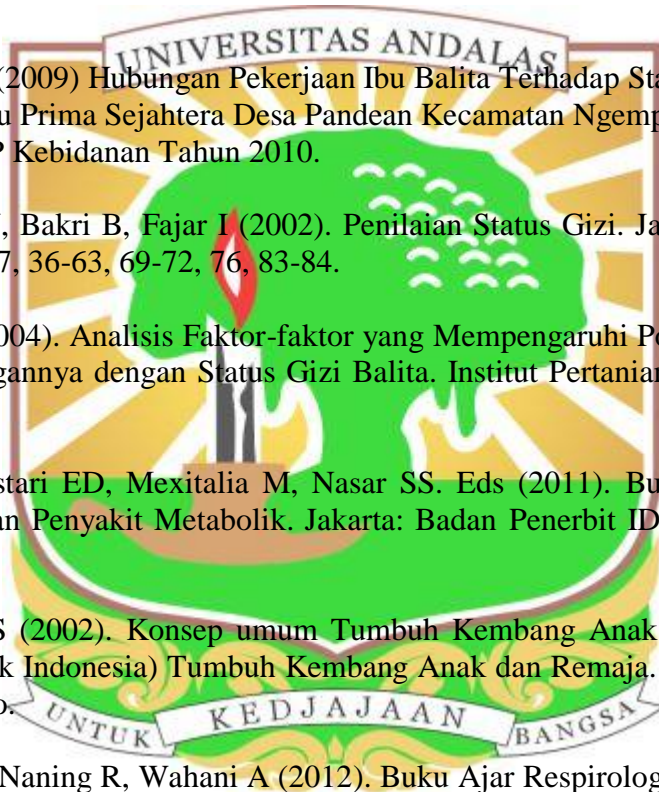 UNIVERSITAS ANDALAS
(2009) Hubungan Pekerjaan Ibu Balita Terhadap Sta
u Prima Sejahtera Desa Pandean Kecamatan Ngemp
P Kebidanan Tahun 2010.
, Bakri B, Fajar I (2002). Penilaian Status Gizi. Ja
7, 36-63, 69-72, 76, 83-84.
004). Analisis Faktor-faktor yang Mempengaruhi Po
gannya dengan Status Gizi Balita. Institut Pertanian
stari ED, Mexitalia M, Nasar SS. Eds (2011). Bu
an Penyakit Metabolik. Jakarta: Badan Penerbit ID
S (2002). Konsep umum Tumbuh Kembang Anak
k Indonesia) Tumbuh Kembang Anak dan Remaja.
o.
UNTUK KEDJAJAAN BANGSA
Naning R, Wahani A (2012). Buku Ajar Respirolog